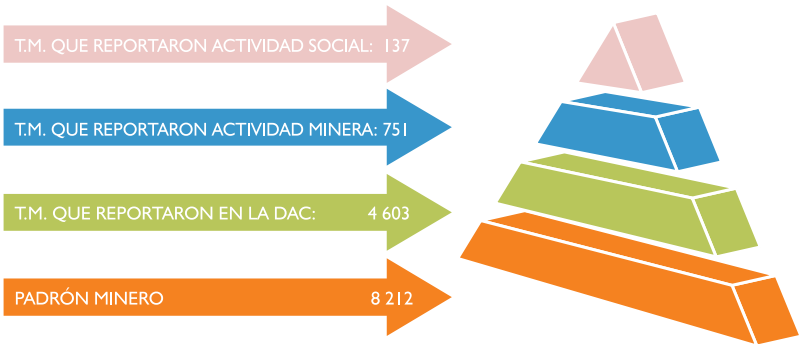 T.M. QUE REPORTARON ACTIVIDAD SOCIAL: 137
T.M. QUE REPORTARON ACTIVIDAD MINERA: 751
T.M. QUE REPORTARON EN LA DAC: 4 603
PADRÓN MINERO 8 212